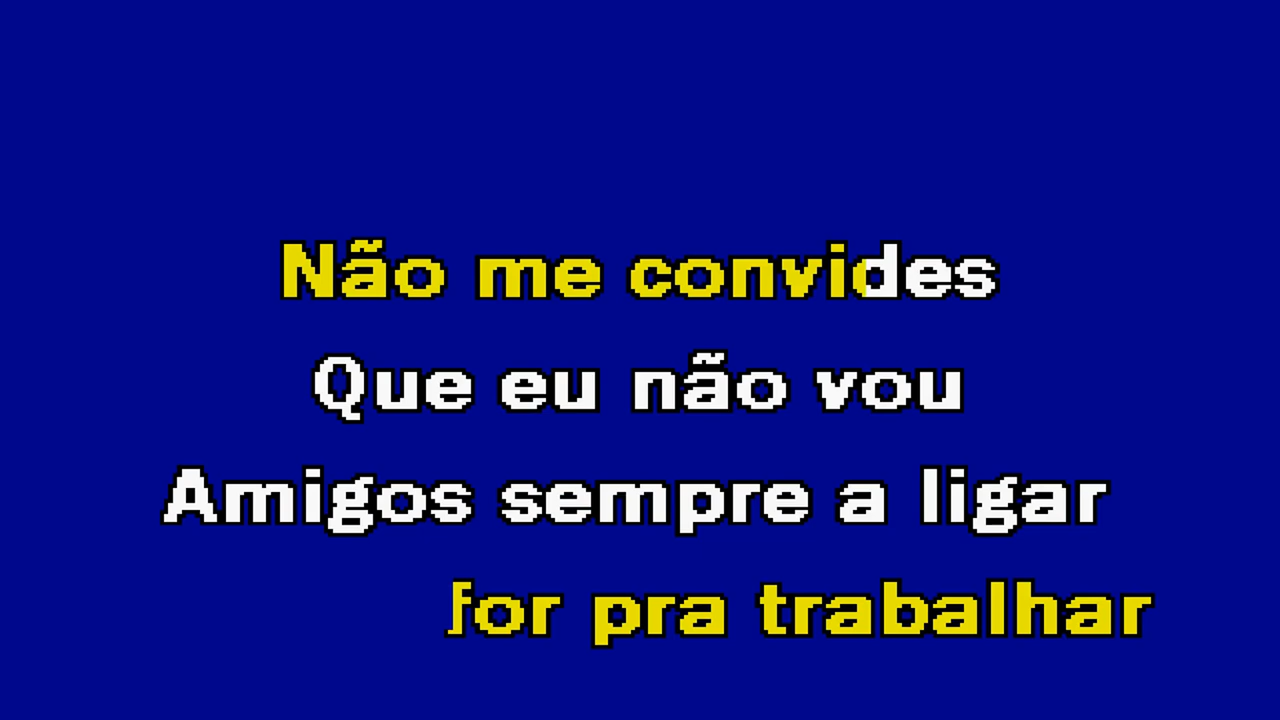 Não me convides
Que eu não vou
Amigos sempre a ligar
for pra trabalhar